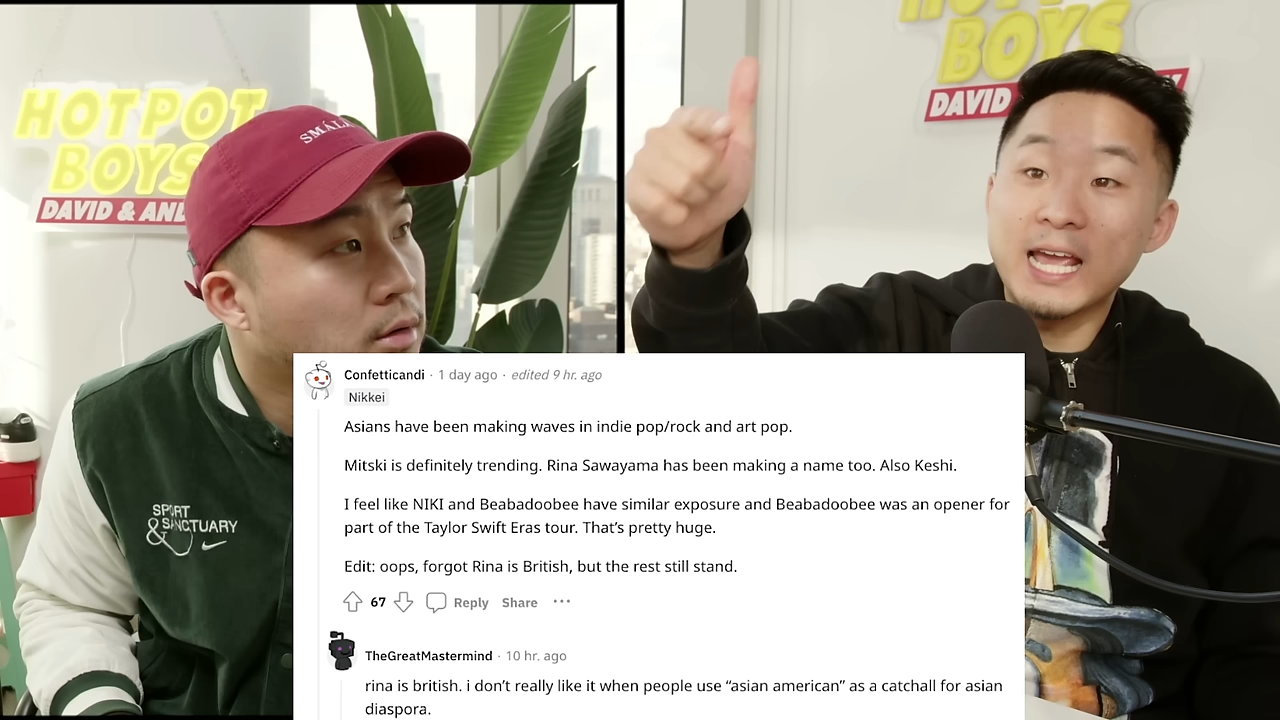 HOTPOT
BOYS
DAVID &
HOTPOT
BOYS
DAVID
SPORT
& SANCTUARY
Confetticandi · 1 day ago · edited 9 hr. ago
Nikkei
Asians have been making waves in indie pop/rock and art pop.
Mitski is definitely trending. Rina Sawayama has been making a name too. Also Keshi.
I feel like NIKI and Beabadoobee have similar exposure and Beabadoobee was an opener for
part of the Taylor Swift Eras tour. That's pretty huge.
Edit: oops, forgot Rina is British, but the rest still stand.
67 Reply Share ···
TheGreatMastermind · 10 hr. ago
rina is british. i don't really like it when people use “asian american” as a catchall for asian
diaspora.